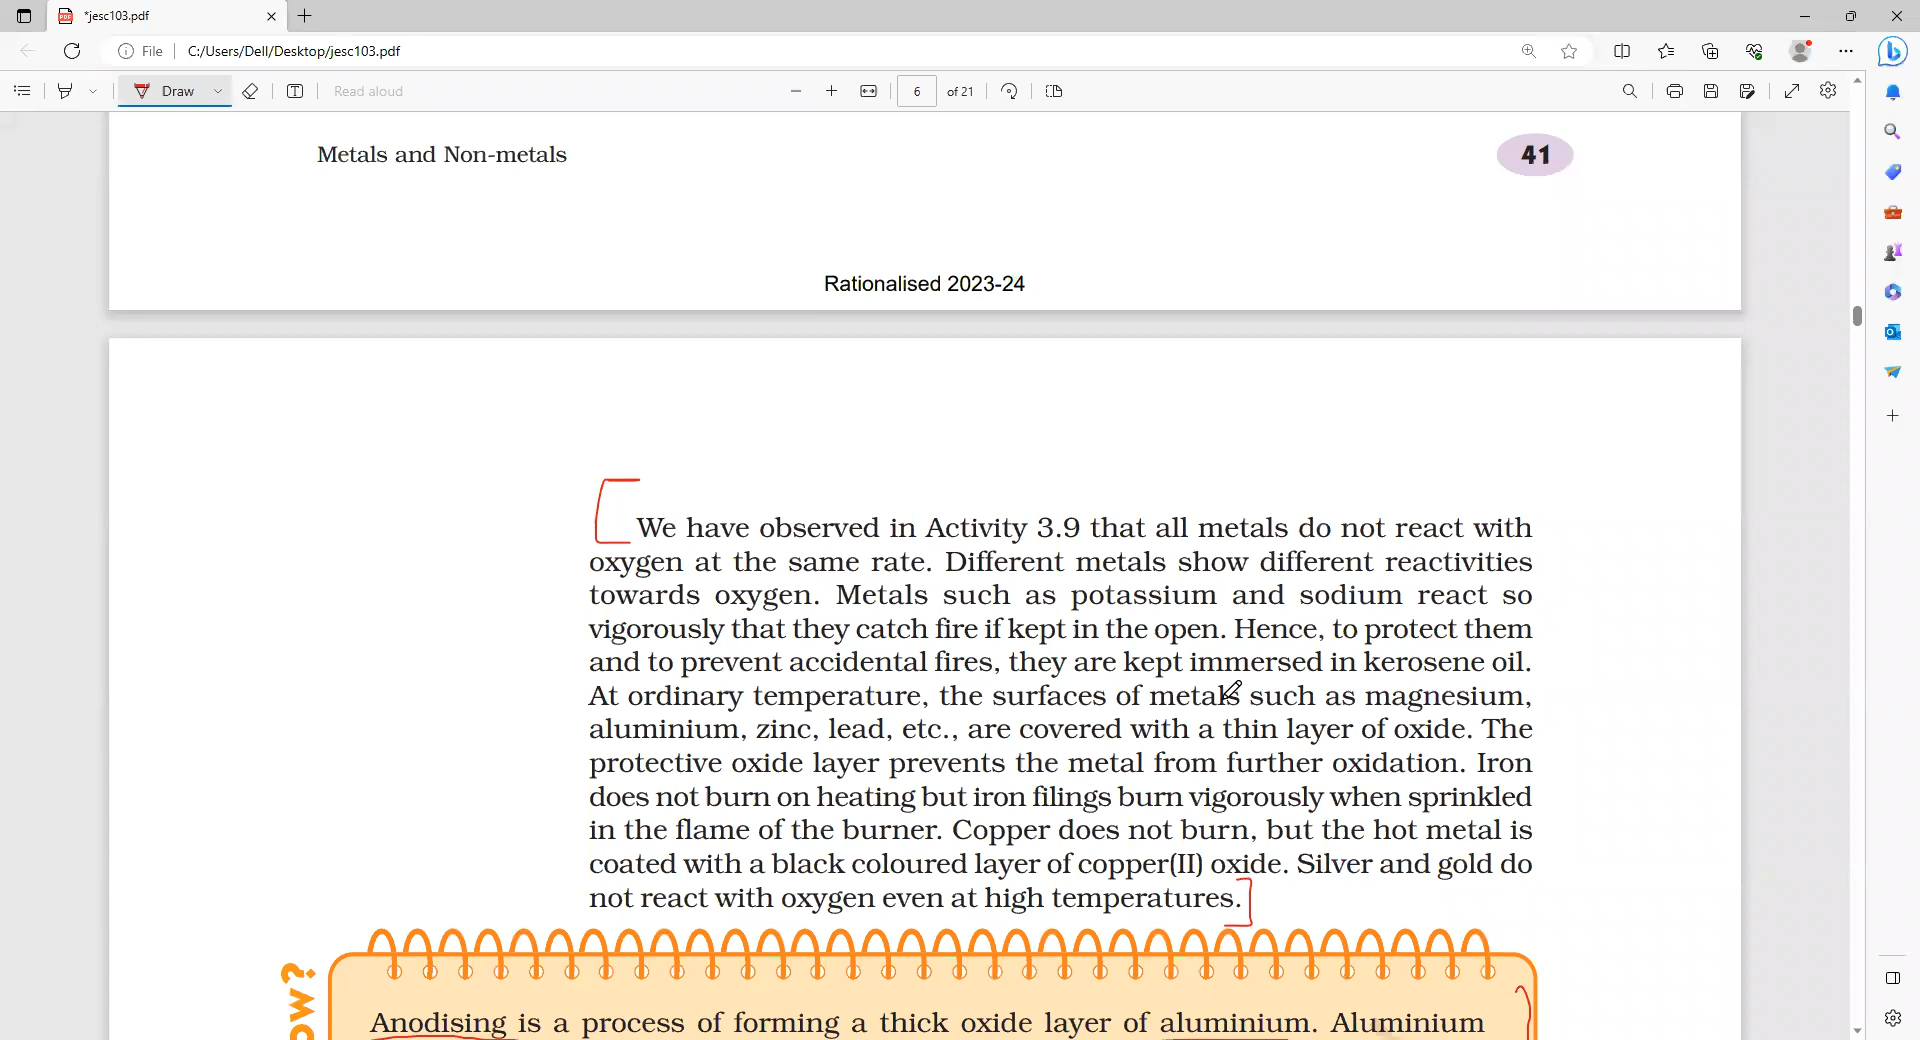 *jesc103.pdf
File
C:/Users/Dell/Desktop/jesc103.pdf
Draw
Read aloud
6
of 21
Metals and Non-metals
41
Rationalised 2023-24
We have observed in Activity 3.9 that all metals do not react with
oxygen at the same rate. Different metals show different reactivities
towards oxygen. Metals such as potassium and sodium react so
vigorously that they catch fire if kept in the open. Hence, to protect them
and to prevent accidental fires, they are kept immersed in kerosene oil.
At ordinary temperature, the surfaces of metals such as magnesium,
aluminium, zinc, lead, etc., are covered with a thin layer of oxide. The
protective oxide layer prevents the metal from further oxidation. Iron
does not burn on heating but iron filings burn vigorously when sprinkled
in the flame of the burner. Copper does not burn, but the hot metal is
coated with a black coloured layer of copper(II) oxide. Silver and gold do
not react with oxygen even at high temperatures.
ow?
Anodising is a process of forming a thick oxide layer of aluminium. Aluminium